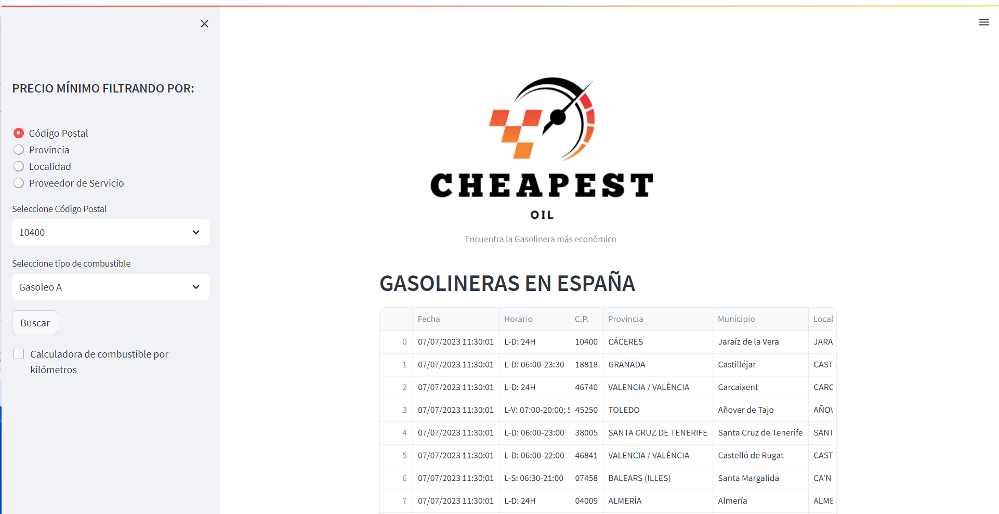 PRECIO MÍNIMO FILTRANDO POR:
Código Postal
Provincia
Localidad
Proveedor de Servicio
Seleccione Código Postal
10400
Seleccione tipo de combustible
Gasoleo A
Buscar
Calculadora de combustible por
kilómetros
CHEAPEST
OIL
Encuentra la Gasolinera más económico
GASOLINERAS EN ESPAÑA
Fecha Horario C.P. Provincia Municipio Local
0 07/07/2023 11:30:01 L-D: 24H 10400 CÁCERES Jaraíz de la Vera JARA
1 07/07/2023 11:30:01 L-D: 06:00-23:30 18818 GRANADA Castilléjar CAST
2 07/07/2023 11:30:01 L-D: 24H 46740 VALENCIA / VALÈNCIA Carcaixent CARC
3 07/07/2023 11:30:01 L-V: 07:00-20:00; S 45250 TOLEDO Añover de Tajo AÑOV
4 07/07/2023 11:30:01 L-D: 06:00-23:00 38005 SANTA CRUZ DE TENERIFE Santa Cruz de Tenerife SANT
5 07/07/2023 11:30:01 L-D: 06:00-22:00 46841 VALENCIA / VALÈNCIA Castelló de Rugat CAST
6 07/07/2023 11:30:01 L-S: 06:30-21:00 07458 BALEARS (ILLES) Santa Margalida CA'N
7 07/07/2023 11:30:01 L-D: 24H 04009 ALMERÍA Almería ALME